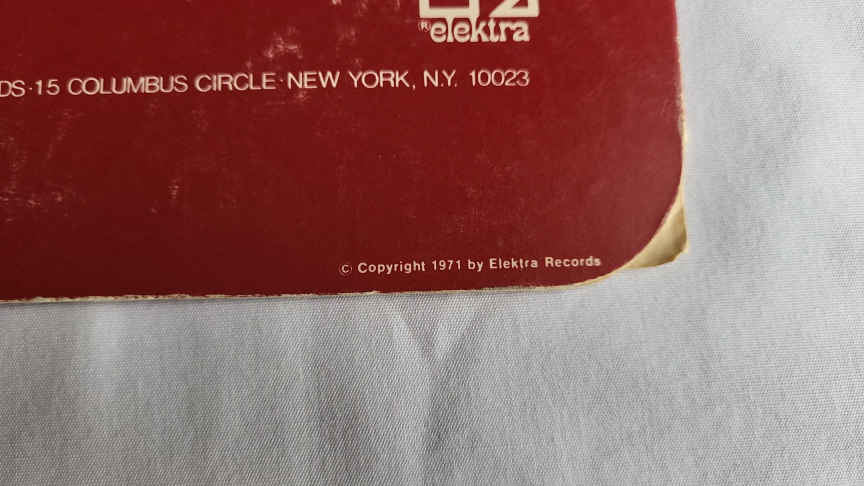 ® elektra
DS · 15 COLUMBUS CIRCLE · NEW YORK, N.Y. 10023
© Copyright 1971 by Elektra Records